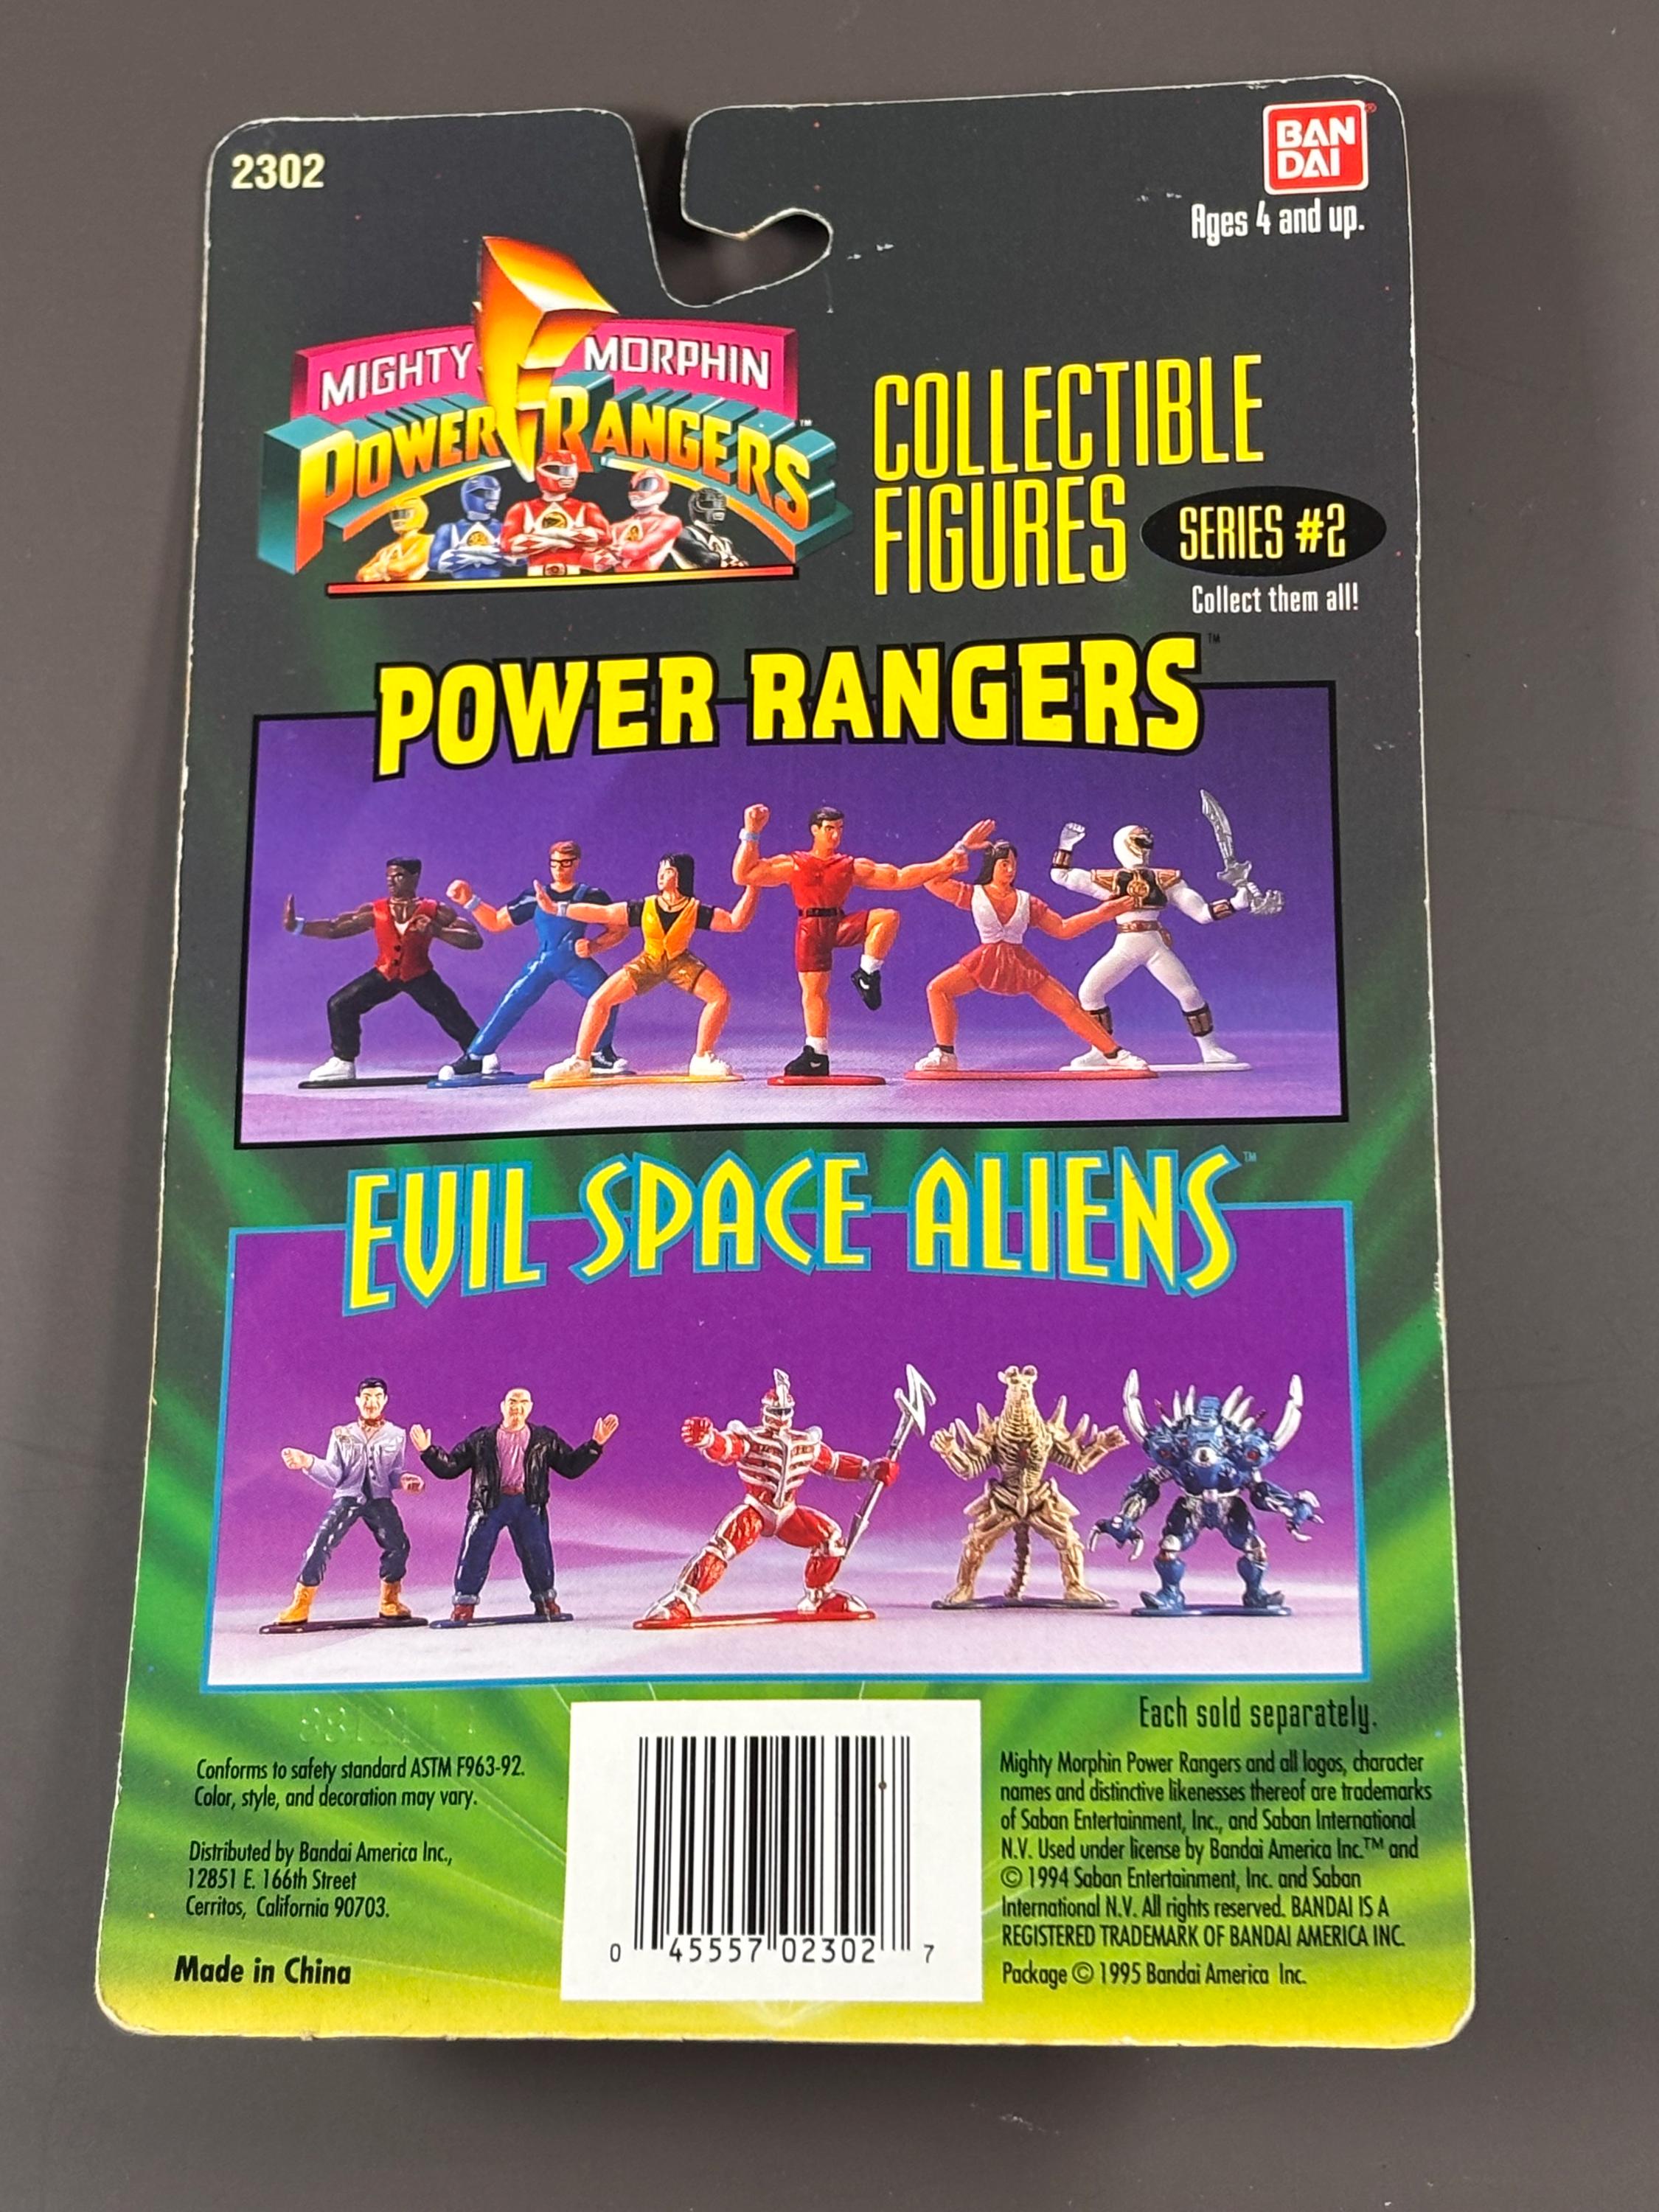 2302
BAN
DAI
®
Ages 4 and up.
MIGHTY MORPHIN
POWER RANGERS™
COLLECTIBLE
FIGURES
SERIES #2
Collect them all!
POWER RANGERS™
EVIL SPACE ALIENS™
Each sold separately.
Conforms to safety standard ASTM F963-92.
Color, style, and decoration may vary.
Distributed by Bandai America Inc.,
12851 E. 166th Street
Cerritos, California 90703.
Made in China
0 45557 02302 7
Mighty Morphin Power Rangers and all logos, character
names and distinctive likenesses thereof are trademarks
of Saban Entertainment, Inc., and Saban International
N.V. Used under license by Bandai America Inc.™ and
© 1994 Saban Entertainment, Inc. and Saban
International N.V. All rights reserved. BANDAI IS A
REGISTERED TRADEMARK OF BANDAI AMERICA INC.
Package © 1995 Bandai America Inc.